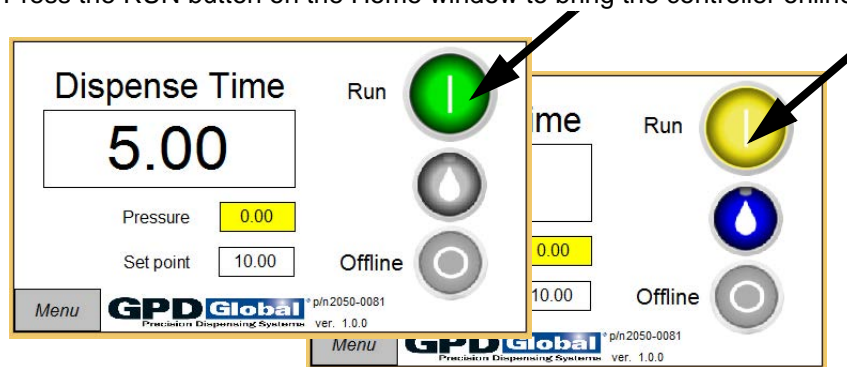 Press the RUN button on the Home window to bring the controller online
Dispense Time
Run
5.00
Pressure 0.00
Set point 10.00
Offline
Menu
GPD Global
Precision Dispensing Systems
p/n2050-0081
ver. 1.0.0
ime
Run
0.00
10.00
Offline
Menu
GPD Global
Precision Dispensing Systems
p/n2050-0081
ver. 1.0.0